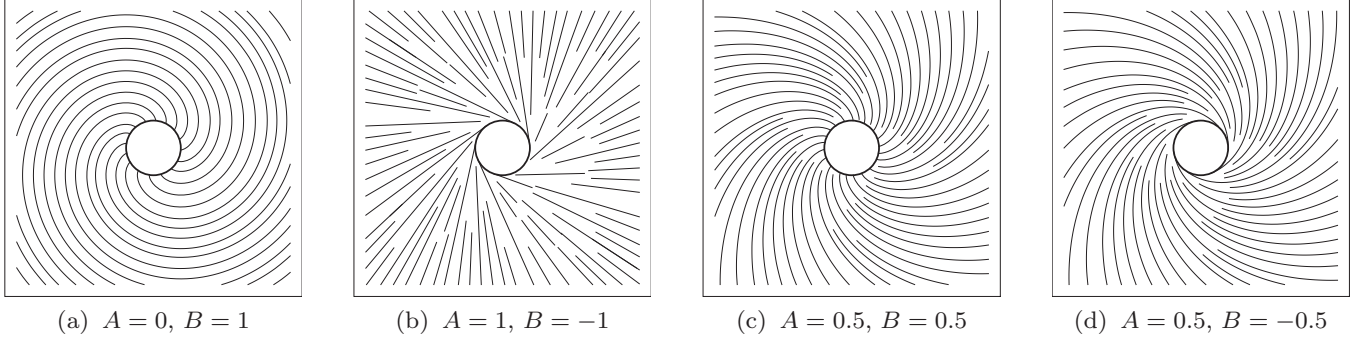 (a) A = 0, B = 1
(b) A = 1, B = −1
(c) A = 0.5, B = 0.5
(d) A = 0.5, B = −0.5